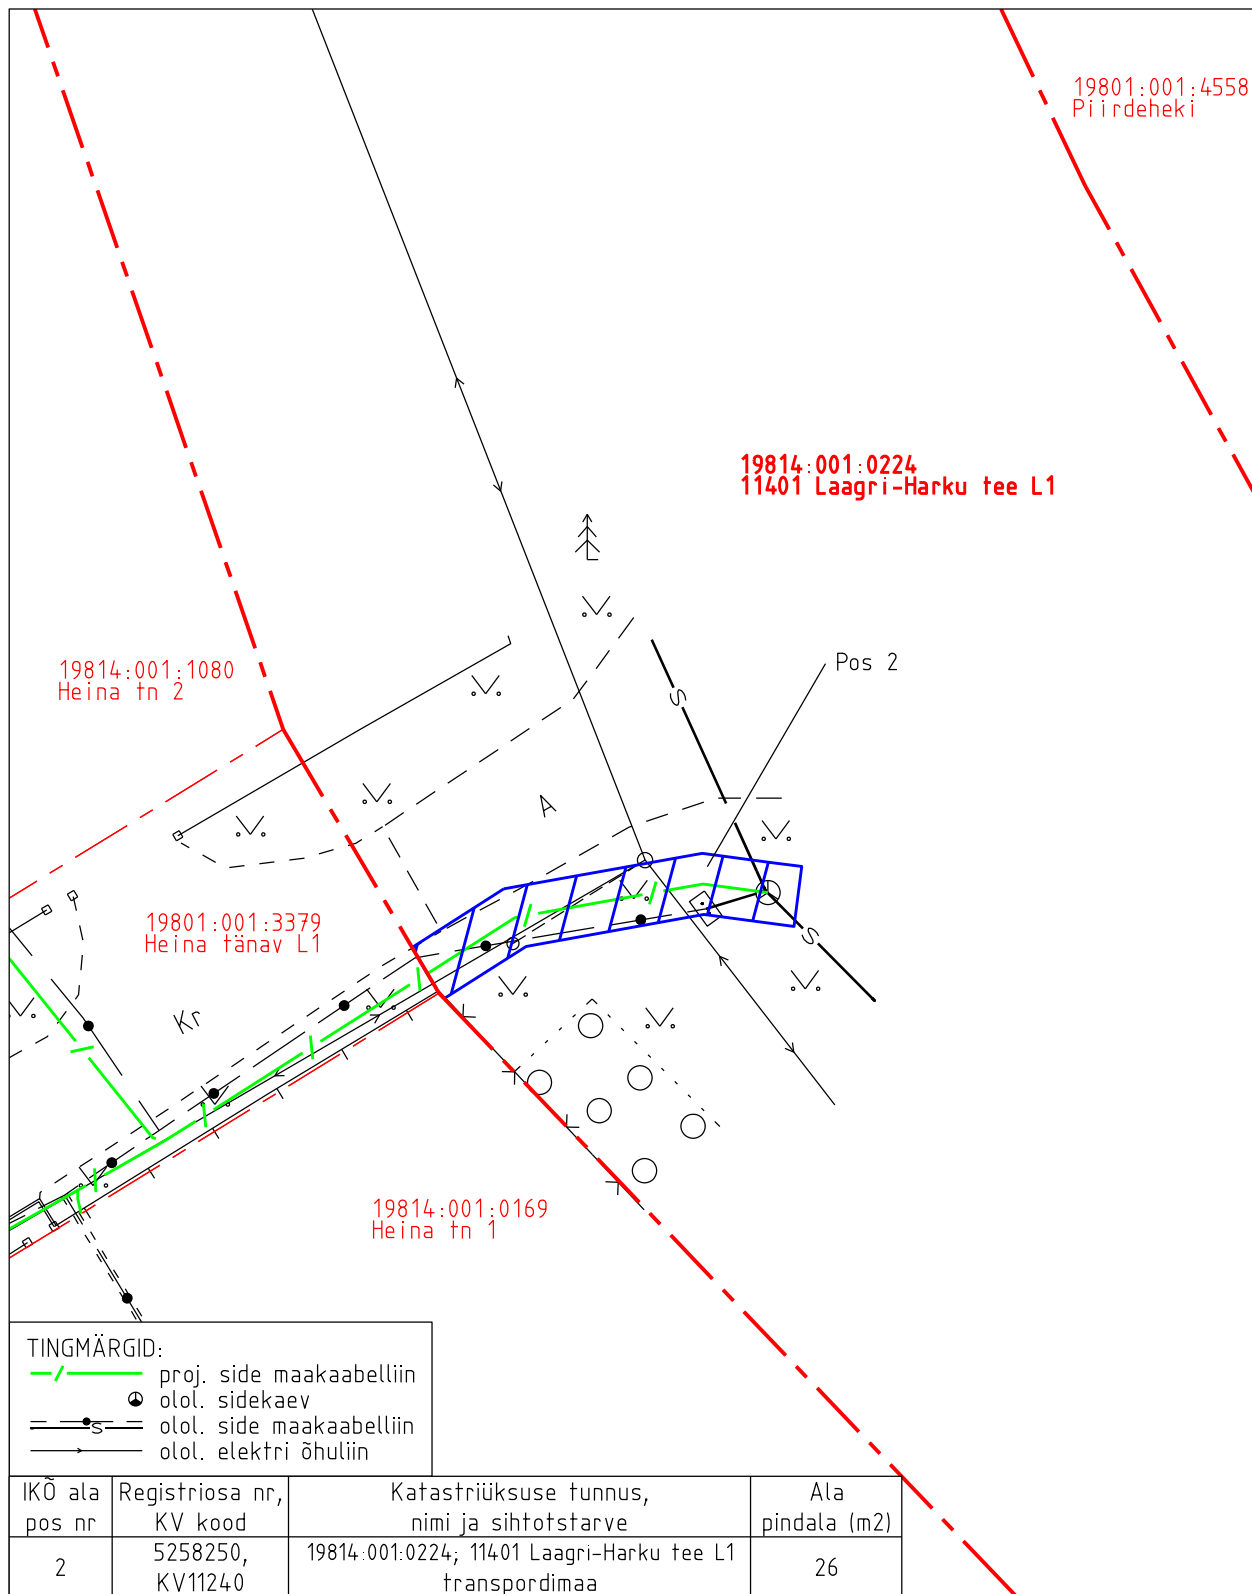 19801:001:4558
Piirdeheki
19814:001:0224
11401 Laagri-Harku tee L1
19814:001:1080
Heina tn 2
Pos 2
S
A
19801:001:3379
Heina tänav L1
S
Kr
19814:001:0169
Heina tn 1
TINGMÄRGID:
proj. side maakaabelliin
olol. sidekaev
S
olol. side maakaabelliin
olol. elektri õhuliin
IKÕ ala
pos nr
Registriosa nr,
KV kood
Katastriüksuse tunnus,
nimi ja sihtotstarve
Ala
pindala (m2)
2
5258250,
KV11240
19814:001:0224; 11401 Laagri-Harku tee L1
transpordimaa
26